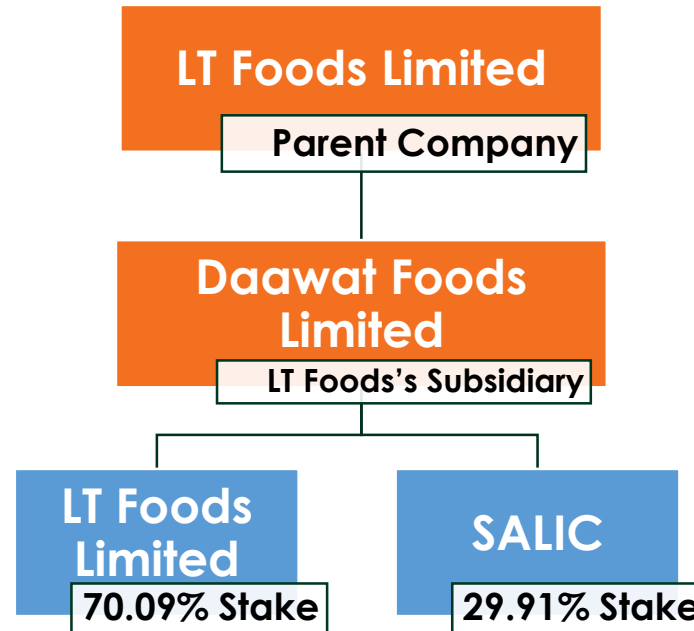 LT Foods Limited
Parent Company
Daawat Foods
Limited
LT Foods's Subsidiary
LT Foods
Limited
70.09% Stake
SALIC
29.91% Stake